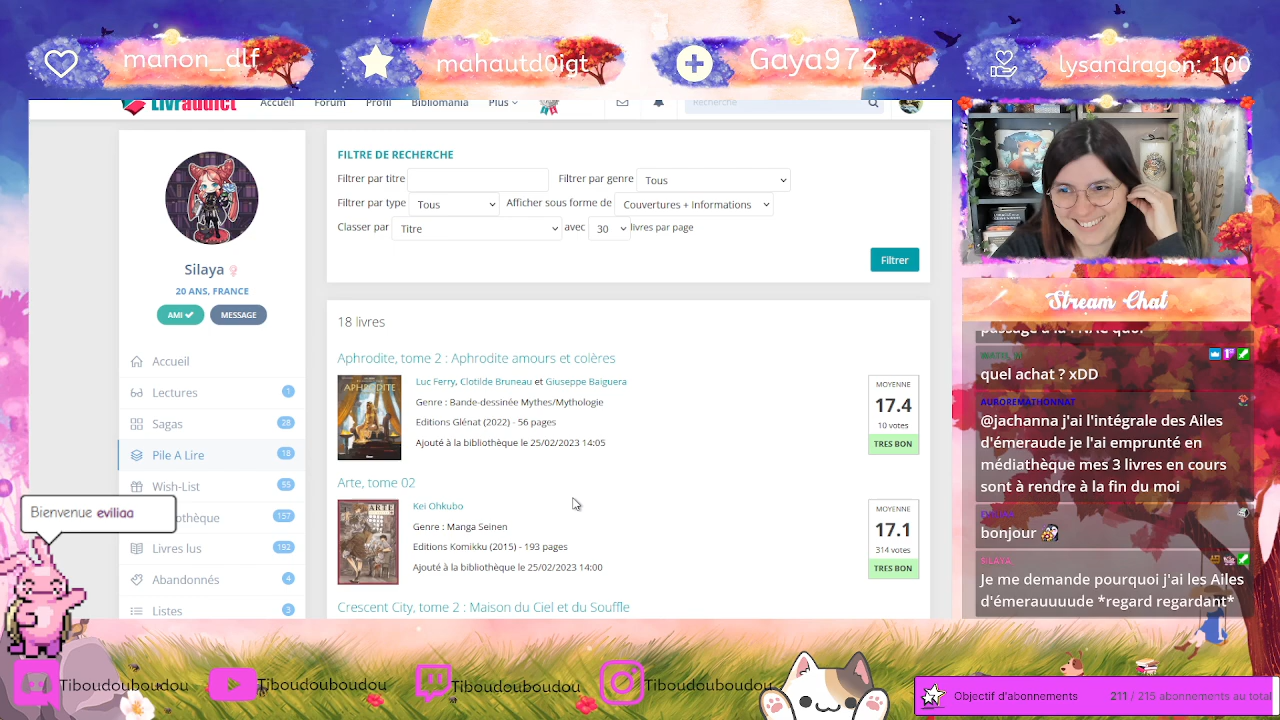 manon_dlf
mahautd0igt
Gaya972
lysandragon: 100
Livraddict
Accueil
Forum
Profil
Bibliomania
Plus
Recherche
Silaya
20 ANS, FRANCE
AMI
MESSAGE
Accueil
Lectures 1
Sagas 28
Pile A Lire 18
Wish-List 55
157
Livres lus 192
Abandonnés 4
Listes 3
FILTRE DE RECHERCHE
Filtrer par titre
Filtrer par genre Tous
Filtrer par type Tous
Afficher sous forme de Couvertures + Informations
Classer par Titre avec 30 livres par page
Filtrer
18 livres
Aphrodite, tome 2 : Aphrodite amours et colères
APHRODITE
Luc Ferry, Clotilde Bruneau et Giuseppe Baiguera
Genre : Bande-dessinée Mythes/Mythologie
Editions Glénat (2022) - 56 pages
Ajouté à la bibliothèque le 25/02/2023 14:05
MOYENNE
17.4
10 votes
TRES BON
Arte, tome 02
ARTE
Kei Ohkubo
Genre : Manga Seinen
Editions Komikku (2015) - 193 pages
Ajouté à la bibliothèque le 25/02/2023 14:00
MOYENNE
17.1
314 votes
TRES BON
Crescent City, tome 2 : Maison du Ciel et du Souffle
Stream Chat
quel achat ? xDD
AUROREMATHONNAT
@jachanna j'ai l'intégrale des Ailes
d'émeraude je l'ai emprunté en
médiathèque mes 3 livres en cours
sont à rendre à la fin du moi
bonjour
SILAYA
Je me demande pourquoi j'ai les Ailes
d'émerauuuude *regard regardant*
Bienvenue eviliaa
Tiboudouboudou
Tiboudouboudou
Tiboudouboudou
Tiboudouboudou
Objectif d'abonnements
211 / 215 abonnements au total